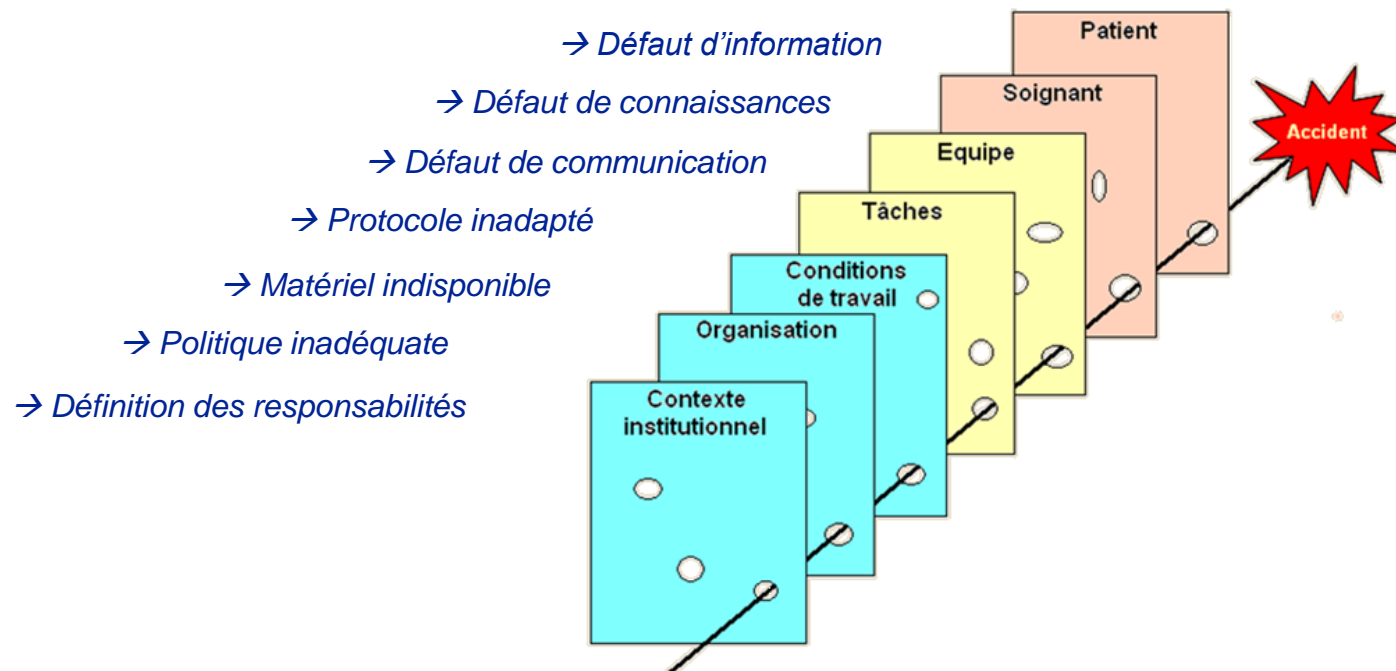 Patient
→ Défaut d'information
Soignant
→ Défaut de connaissances
Accident
Equipe
→ Défaut de communication
Tâches
→ Protocole inadapté
Conditions
de travail
→ Matériel indisponible
Organisation
→ Politique inadéquate
Contexte
institutionnel
→ Définition des responsabilités